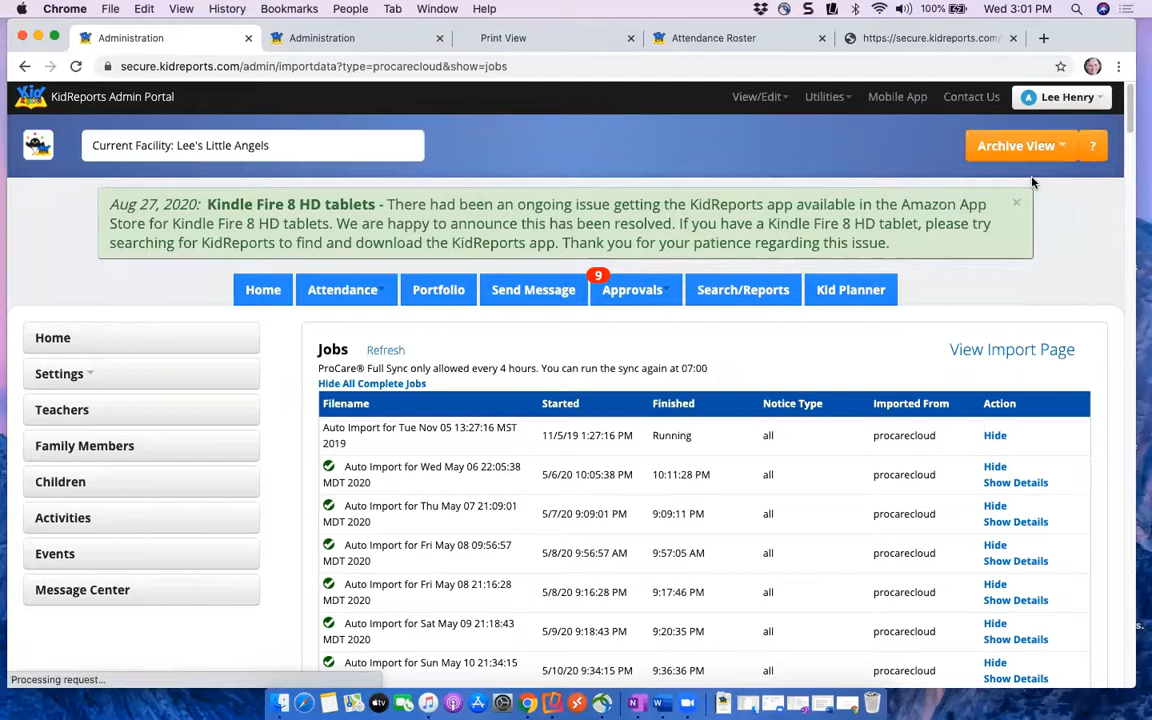 Chrome File Edit View History Bookmarks People Tab Window Help 100% Wed 3:01 PM
Administration Administration Print View Attendance Roster https://secure.kidreports.com/
secure.kidreports.com/admin/importdata?type=procarecloud&show=jobs
KidReports Admin Portal View/Edit Utilities Mobile App Contact Us A Lee Henry
Current Facility: Lee's Little Angels Archive View ?
Aug 27, 2020: Kindle Fire 8 HD tablets - There had been an ongoing issue getting the KidReports app available in the Amazon App
Store for Kindle Fire 8 HD tablets. We are happy to announce this has been resolved. If you have a Kindle Fire 8 HD tablet, please try
searching for KidReports to find and download the KidReports app. Thank you for your patience regarding this issue.
9
Home Attendance Portfolio Send Message Approvals Search/Reports Kid Planner
Home
Settings
Teachers
Family Members
Children
Activities
Events
Message Center
Jobs Refresh View Import Page
ProCare® Full Sync only allowed every 4 hours. You can run the sync again at 07:00
Hide All Complete Jobs
Filename Started Finished Notice Type Imported From Action
Auto Import for Tue Nov 05 13:27:16 MST
2019 11/5/19 1:27:16 PM Running all procarecloud Hide
Auto Import for Wed May 06 22:05:38 Hide
MDT 2020 5/6/20 10:05:38 PM 10:11:28 PM all procarecloud Show Details
Auto Import for Thu May 07 21:09:01 Hide
MDT 2020 5/7/20 9:09:01 PM 9:09:11 PM all procarecloud Show Details
Auto Import for Fri May 08 09:56:57 Hide
MDT 2020 5/8/20 9:56:57 AM 9:57:05 AM all procarecloud Show Details
Auto Import for Fri May 08 21:16:28 Hide
MDT 2020 5/8/20 9:16:28 PM 9:17:46 PM all procarecloud Show Details
Auto Import for Sat May 09 21:18:43 Hide
MDT 2020 5/9/20 9:18:43 PM 9:20:35 PM all procarecloud Show Details
Auto Import for Sun May 10 21:34:15 Hide
MDT 2020 5/10/20 9:34:15 PM 9:36:36 PM all procarecloud Show Details
Processing request...